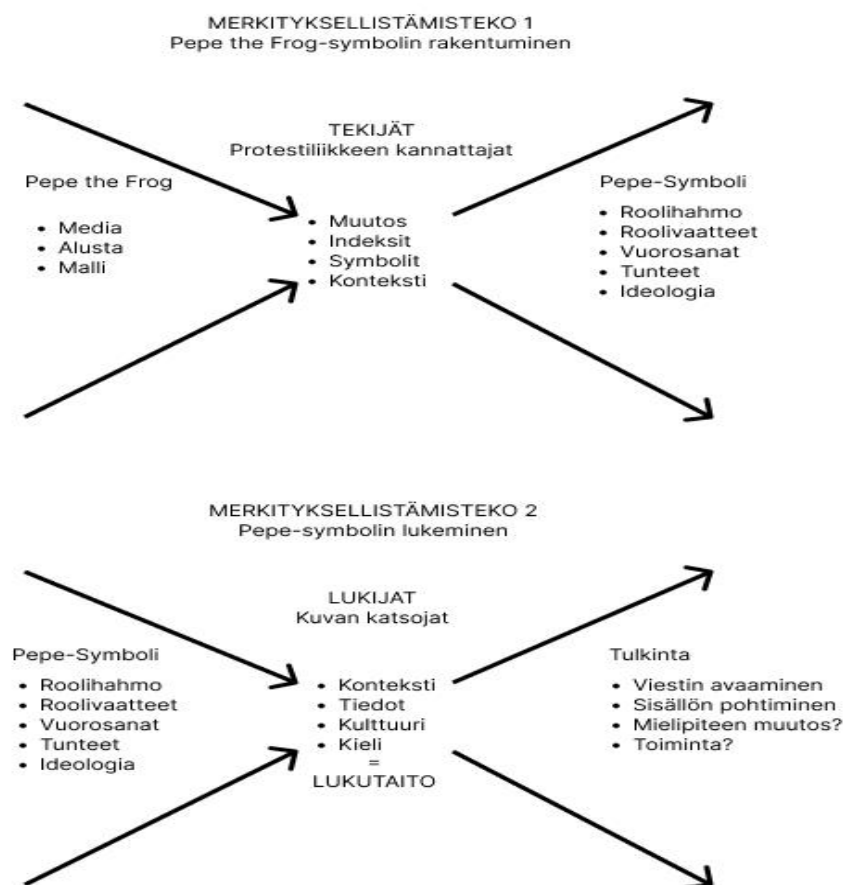 MERKITYKSELLISTÄMISTEKO 1
Pepe the Frog-symbolin rakentuminen
TEKIJÄT
Protestiliikkeen kannattajat
Pepe the Frog
• Media
• Alusta
• Malli
• Muutos
• Indeksit
• Symbolit
• Konteksti
Pepe-Symboli
• Roolihahmo
• Roolivaatteet
• Vuorosanat
• Tunteet
• Ideologia
MERKITYKSELLISTÄMISTEKO 2
Pepe-symbolin lukeminen
LUKIJAT
Kuvan katsojat
Pepe-Symboli
• Roolihahmo
• Roolivaatteet
• Vuorosanat
• Tunteet
• Ideologia
• Konteksti
• Tiedot
• Kulttuuri
• Kieli
=
LUKUTAITO
Tulkinta
• Viestin avaaminen
• Sisällön pohtiminen
• Mielipiteen muutos?
• Toiminta?